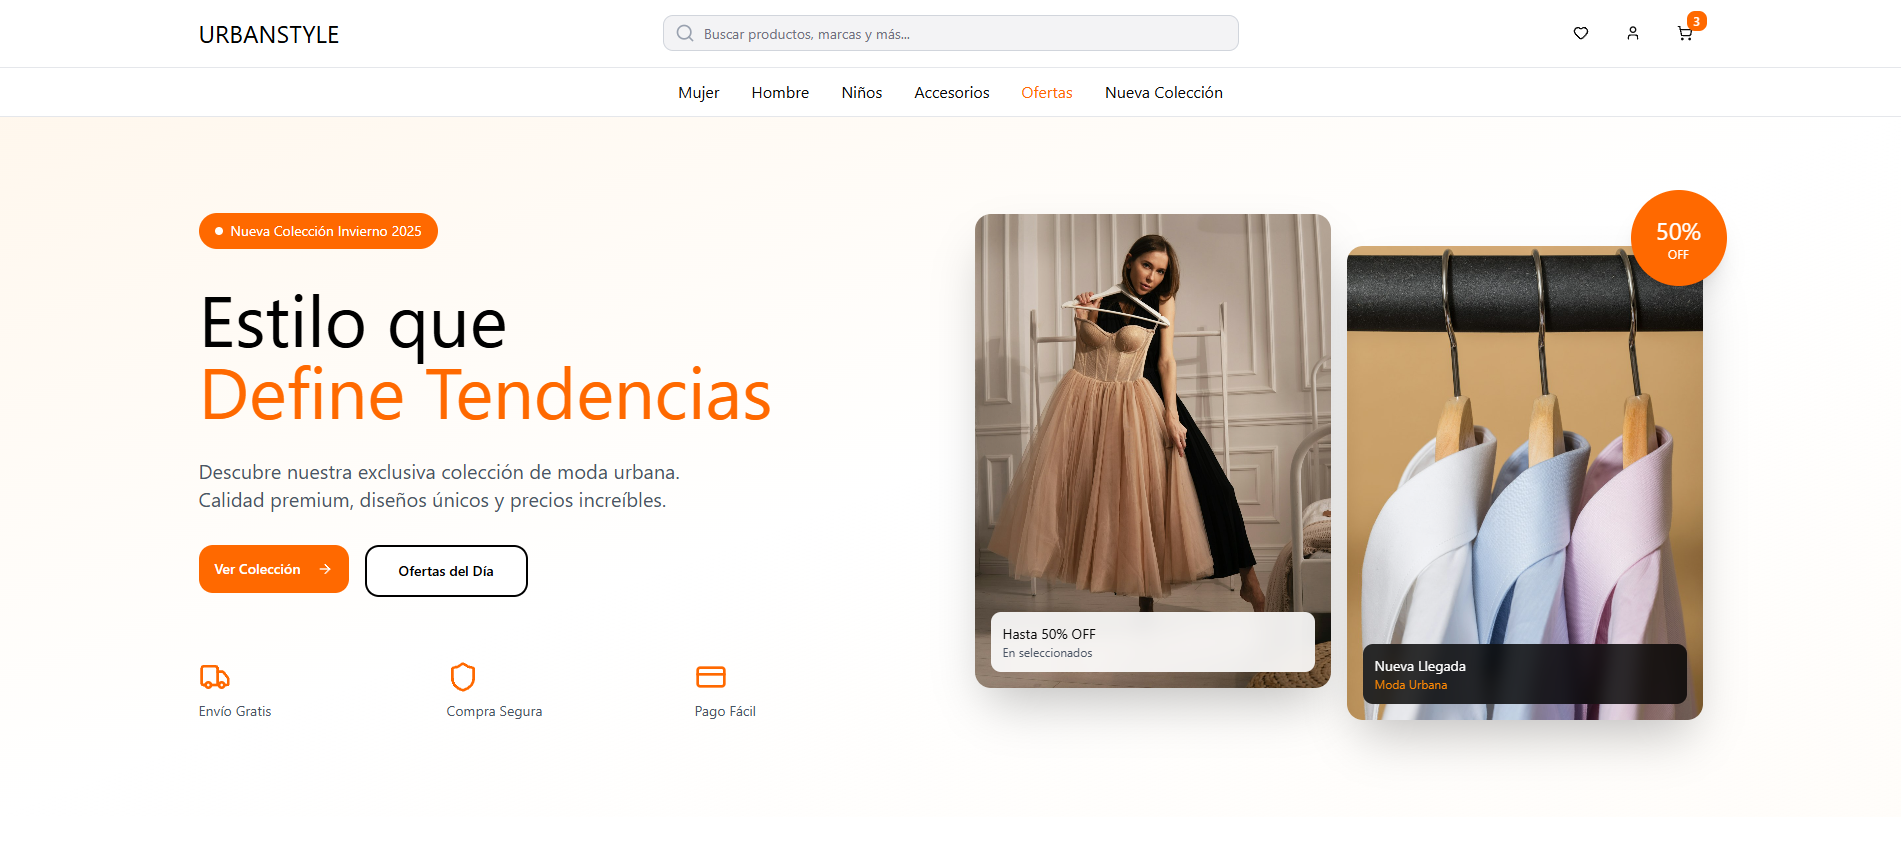 URBANSTYLE
Buscar productos, marcas y más...
3
Mujer Hombre Niños Accesorios Ofertas Nueva Colección
Nueva Colección Invierno 2025
Estilo que
Define Tendencias
Descubre nuestra exclusiva colección de moda urbana.
Calidad premium, diseños únicos y precios increíbles.
Ver Colección
Ofertas del Día
Envío Gratis
Compra Segura
Pago Fácil
Hasta 50% OFF
En seleccionados
50%
OFF
Nueva Llegada
Moda Urbana